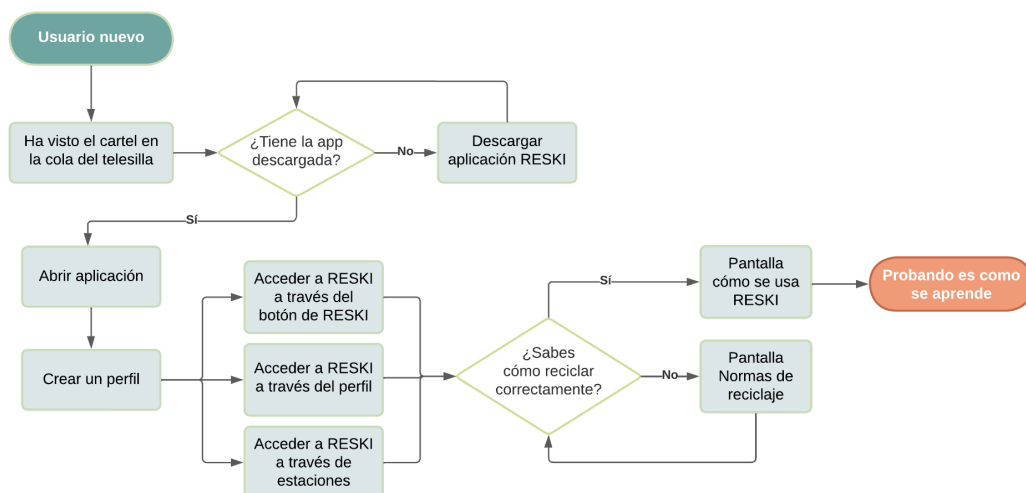 Usuario nuevo
Ha visto el cartel en
la cola del telesilla
¿Tiene la app
descargada?
No
Descargar
aplicación RESKI
Sí
Abrir aplicación
Crear un perfil
Acceder a RESKI
a través del
botón de RESKI
Acceder a RESKI
a través del perfil
Acceder a RESKI
a través de
estaciones
¿Sabes
cómo reciclar
correctamente?
Sí
Pantalla
cómo se usa
RESKI
No
Pantalla
Normas de
reciclaje
Probando es como
se aprende